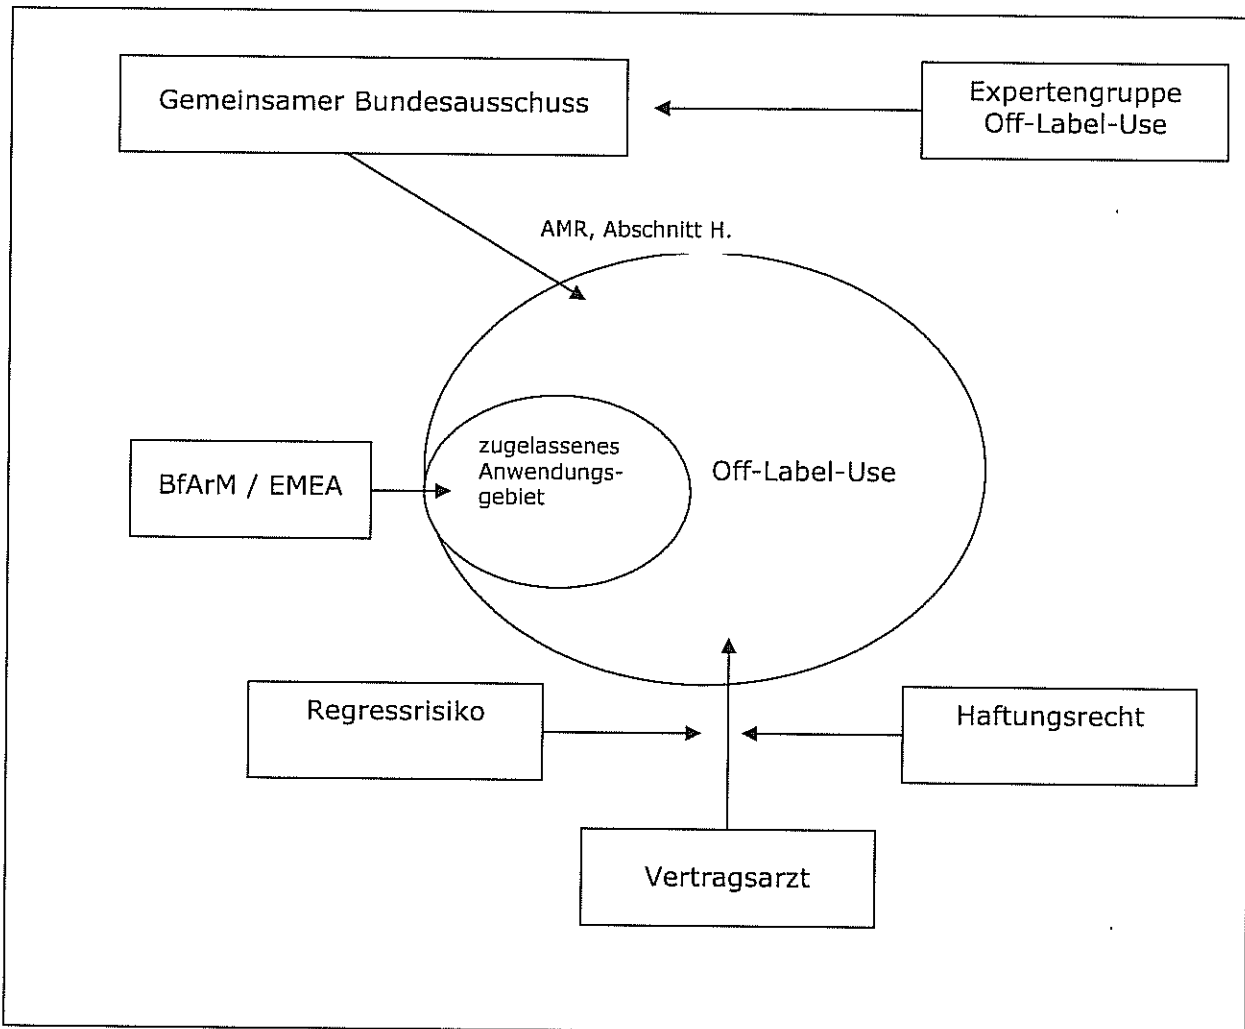 Gemeinsamer Bundesausschuss
Expertengruppe
Off-Label-Use
AMR, Abschnitt H.
zugelassenes
Anwendungs-
gebiet
Off-Label-Use
BfArM / EMEA
Regressrisiko
Haftungsrecht
Vertragsarzt